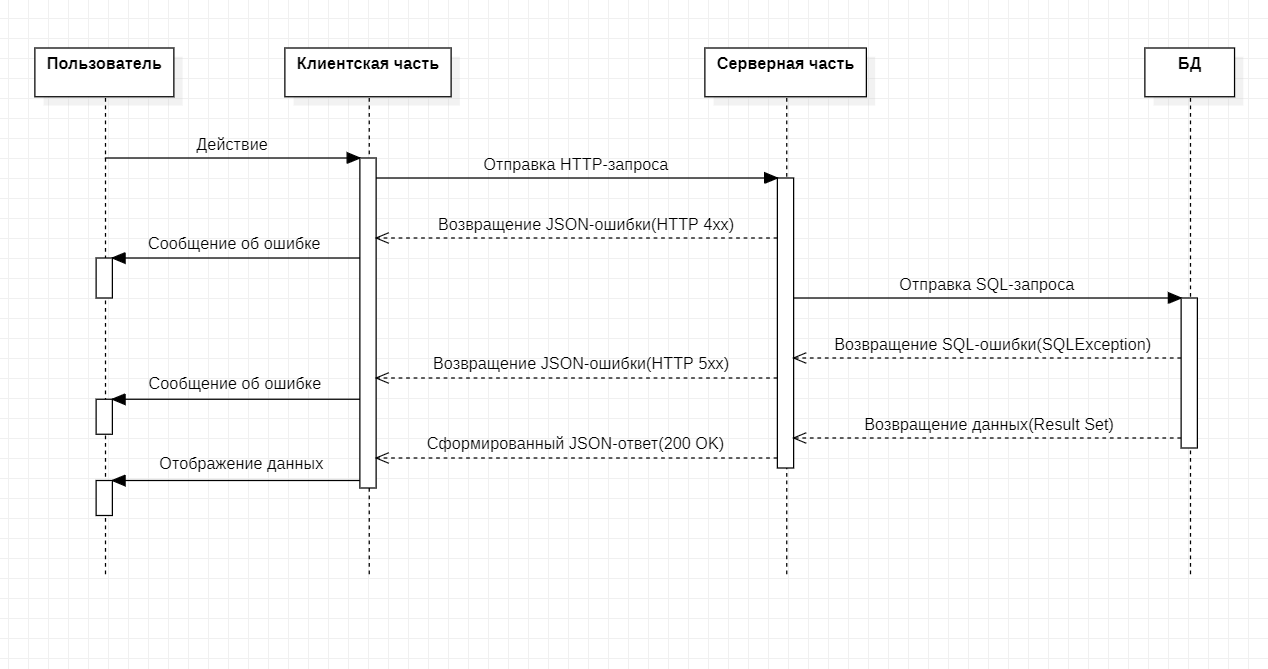 Пользователь
Клиентская часть
Серверная часть
БД
Действие
Отправка HTTP-запроса
Возвращение JSON-ошибки(HTTP 4xx)
Сообщение об ошибке
Отправка SQL-запроса
Возвращение SQL-ошибки(SQLException)
Возвращение JSON-ошибки(HTTP 5xx)
Сообщение об ошибке
Возвращение данных(Result Set)
Сформированный JSON-ответ(200 OK)
Отображение данных